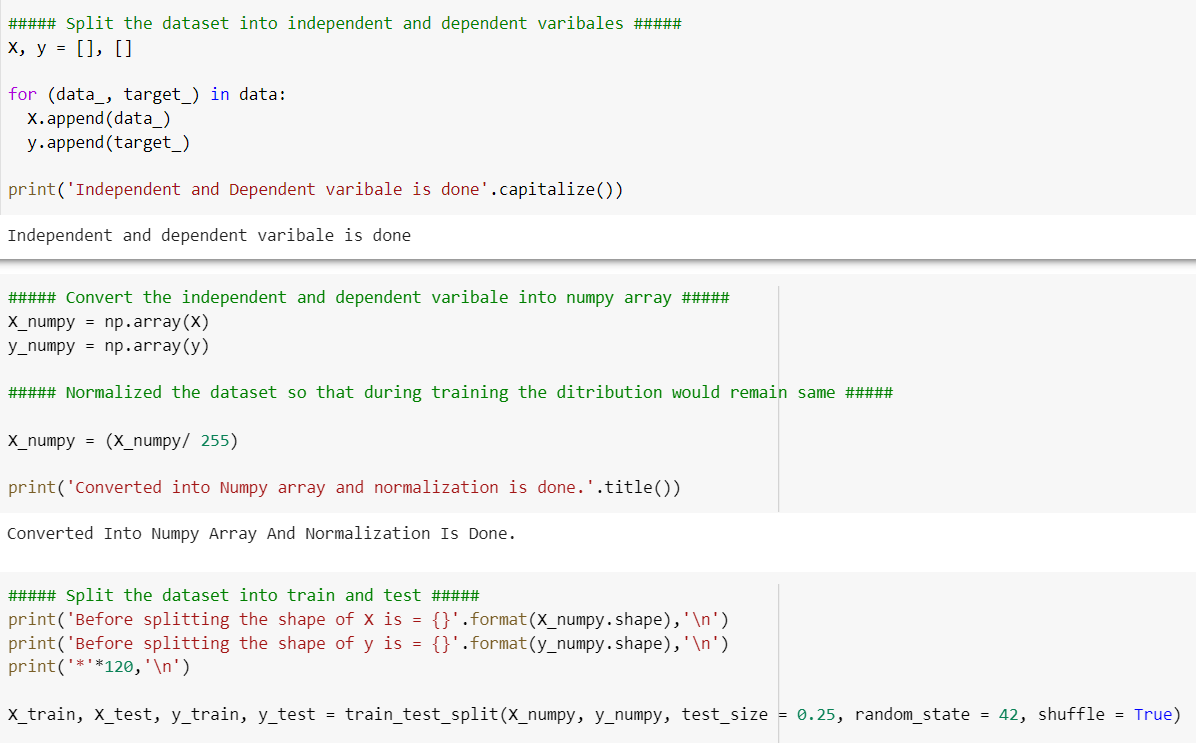 ##### Split the dataset into independent and dependent varibales #####
X, y = [], []
for (data_, target_) in data:
  X.append(data_)
  y.append(target_)
print('Independent and Dependent varibale is done'.capitalize())
Independent and dependent varibale is done
##### Convert the independent and dependent varibale into numpy array #####
X_numpy = np.array(X)
y_numpy = np.array(y)
##### Normalized the dataset so that during training the ditribution would remain same #####
X_numpy = (X_numpy/ 255)
print('Converted into Numpy array and normalization is done.'.title())
Converted Into Numpy Array And Normalization Is Done.
##### Split the dataset into train and test #####
print('Before splitting the shape of X is = {}'.format(X_numpy.shape),'\n')
print('Before splitting the shape of y is = {}'.format(y_numpy.shape),'\n')
print('*'*120,'\n')
X_train, X_test, y_train, y_test = train_test_split(X_numpy, y_numpy, test_size = 0.25, random_state = 42, shuffle = True)